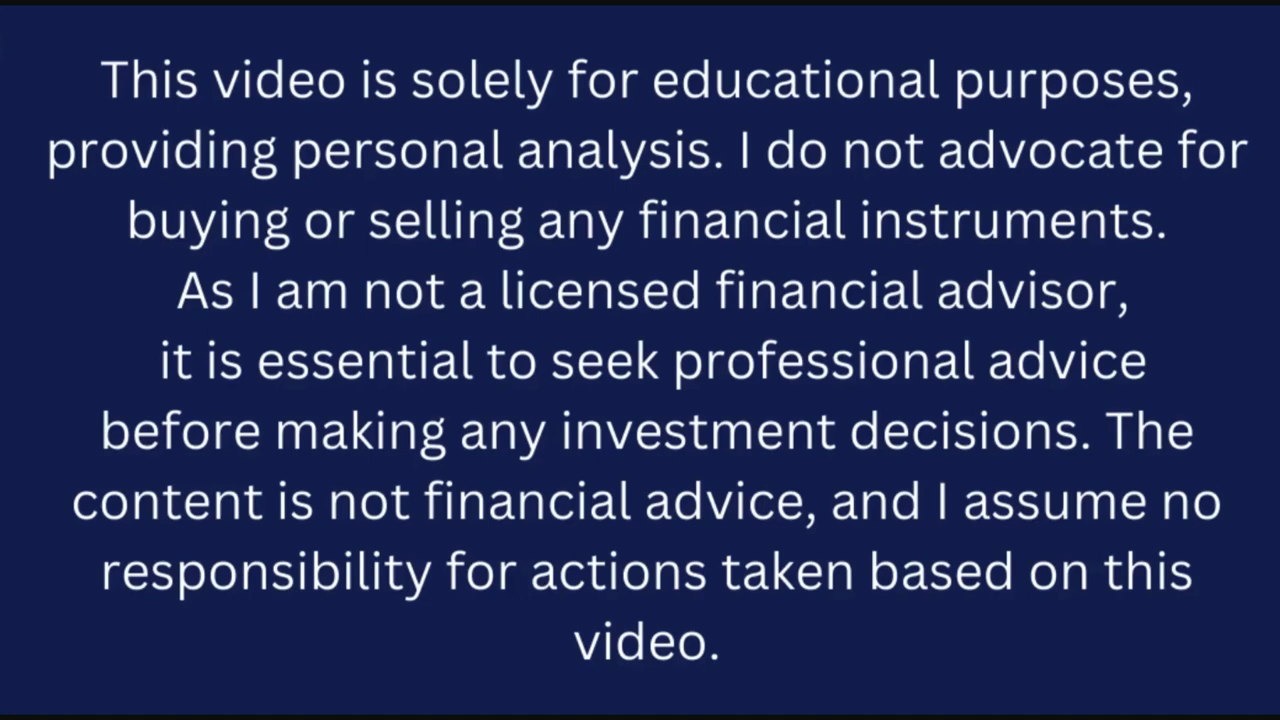 This video is solely for educational purposes,
providing personal analysis. I do not advocate for
buying or selling any financial instruments.
As I am not a licensed financial advisor,
it is essential to seek professional advice
before making any investment decisions. The
content is not financial advice, and I assume no
responsibility for actions taken based on this
video.